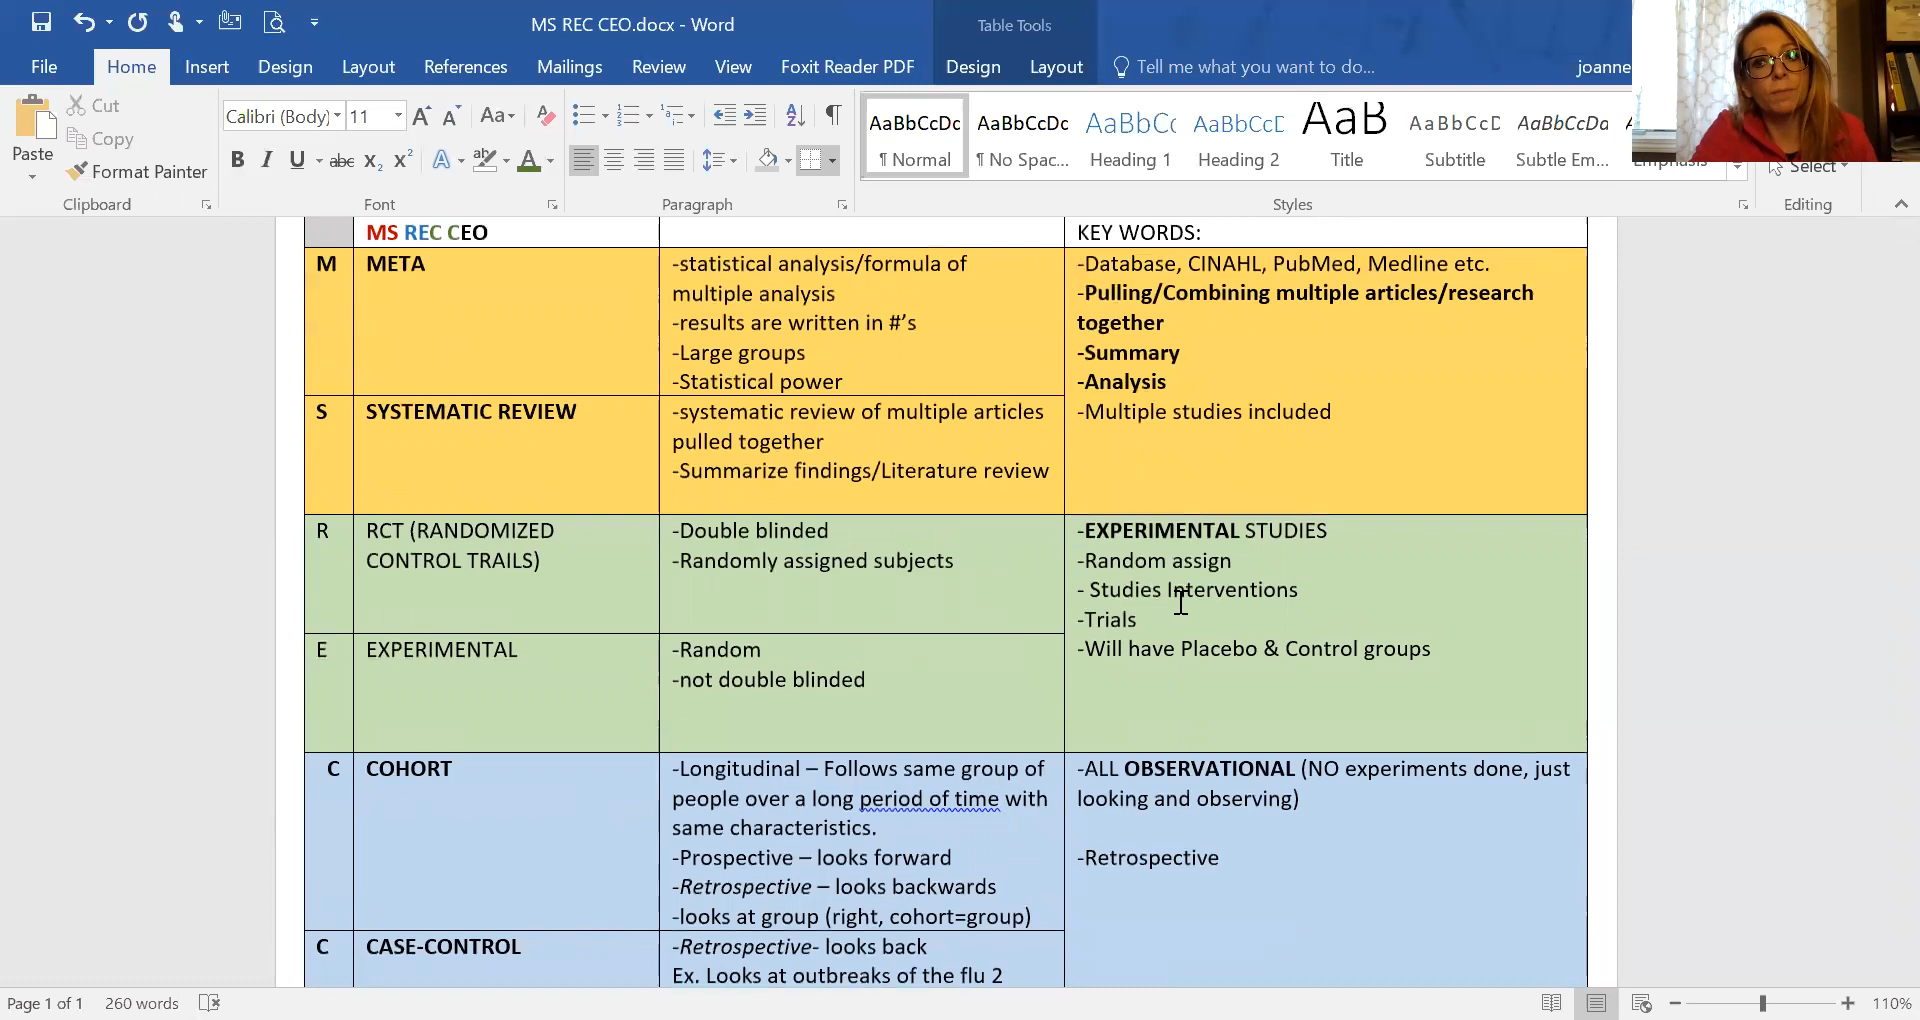 MS REC CEO.docx - Word
Table Tools
File
Home
Insert
Design
Layout
References
Mailings
Review
View
Foxit Reader PDF
Design
Layout
Tell me what you want to do...
joanne
Paste
Cut
Copy
Format Painter
Clipboard
Calibri (Body)
11
Font
Paragraph
AaBbCcDc
¶ Normal
AaBbCcDc
¶ No Spac...
AaBbCc
Heading 1
AaBbCcD
Heading 2
AaB
Title
AaBbCcD
Subtitle
AaBbCcDd
Subtle Em...
Emphasis
Styles
Select
Editing
MS REC CEO
KEY WORDS:
M
META
-statistical analysis/formula of
multiple analysis
-results are written in #’s
-Large groups
-Statistical power
-Database, CINAHL, PubMed, Medline etc.
-Pulling/Combining multiple articles/research
together
-Summary
-Analysis
-Multiple studies included
S
SYSTEMATIC REVIEW
-systematic review of multiple articles
pulled together
-Summarize findings/Literature review
R
RCT (RANDOMIZED
CONTROL TRAILS)
-Double blinded
-Randomly assigned subjects
-EXPERIMENTAL STUDIES
-Random assign
- Studies Interventions
-Trials
-Will have Placebo & Control groups
E
EXPERIMENTAL
-Random
-not double blinded
C
COHORT
-Longitudinal – Follows same group of
people over a long period of time with
same characteristics.
-Prospective – looks forward
-Retrospective – looks backwards
-looks at group (right, cohort=group)
-ALL OBSERVATIONAL (NO experiments done, just
looking and observing)
-Retrospective
C
CASE-CONTROL
-Retrospective- looks back
Ex. Looks at outbreaks of the flu 2
Page 1 of 1
260 words
110%